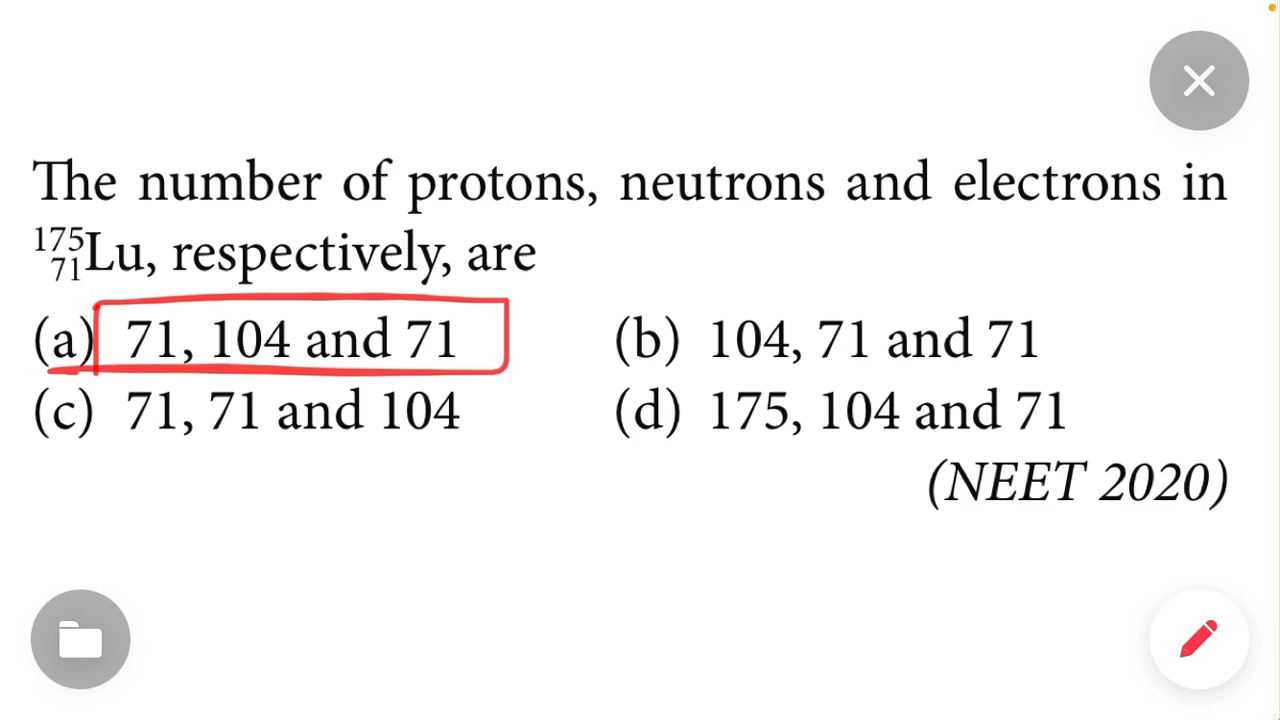 The number of protons, neutrons and electrons in
¹⁷⁵₇₁Lu, respectively, are
(a) 71, 104 and 71 (b) 104, 71 and 71
(c) 71, 71 and 104 (d) 175, 104 and 71
(NEET 2020)